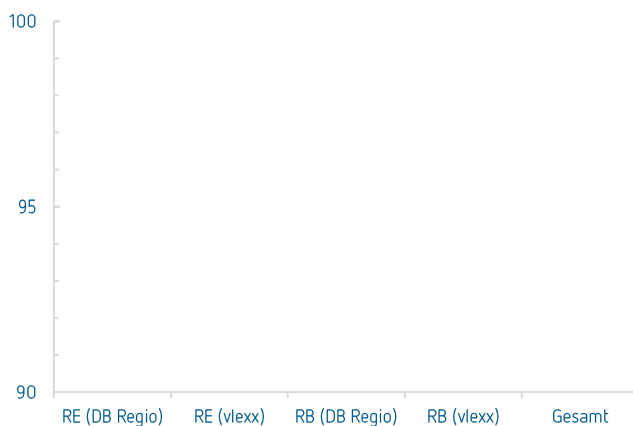 100
95
90
RE (DB Regio) RE (vlexx) RB (DB Regio) RB (vlexx) Gesamt